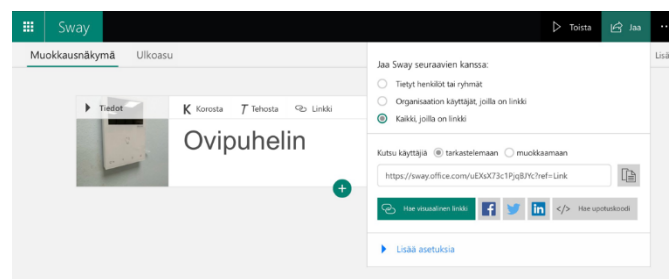 Sway
Toista
Jaa
Muokkausnäkymä
Ulkoasu
Lisä
Tiedot
K Korosta
T Tehosta
Linkki
Ovipuhelin
Jaa Sway seuraavien kanssa:
Tietyt henkilöt tai ryhmät
Organisaation käyttäjät, joilla on linkki
Kaikki, joilla on linkki
Kutsu käyttäjiä tarkastelemaan muokkaamaan
https://sway.office.com/uEXsX73c1PjqBJYc?ref=Link
Hae visuaalinen linkki
</> Hae upotuskoodi
Lisää asetuksia